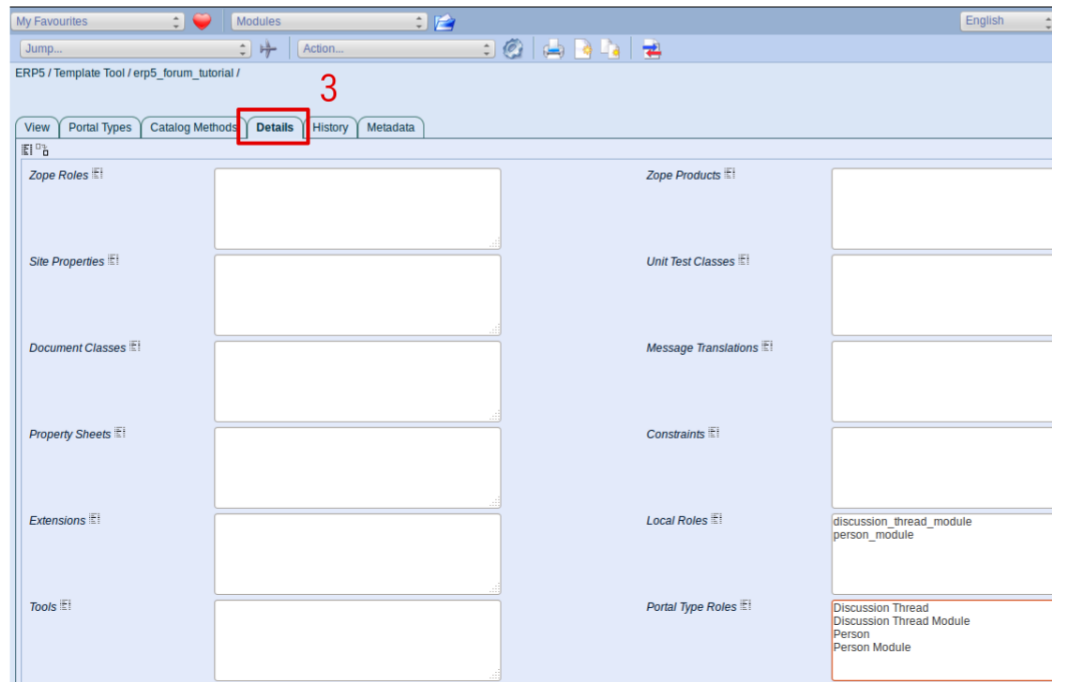 My Favourites
Modules
English
Jump...
Action...
ERP5 / Template Tool / erp5_forum_tutorial /
3
View
Portal Types
Catalog Methods
Details
History
Metadata
Zope Roles
Zope Products
Site Properties
Unit Test Classes
Document Classes
Message Translations
Property Sheets
Constraints
Extensions
Local Roles
discussion_thread_module
person_module
Tools
Portal Type Roles
Discussion Thread
Discussion Thread Module
Person
Person Module